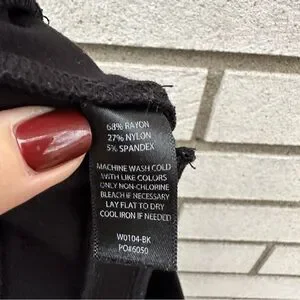 68% RAYON
27% NYLON
5% SPANDEX
MACHINE WASH COLD
WITH LIKE COLORS
ONLY NON-CHLORINE
BLEACH IF NECESSARY
LAY FLAT TO DRY
COOL IRON IF NEEDED
W0104-BK
PO#6050